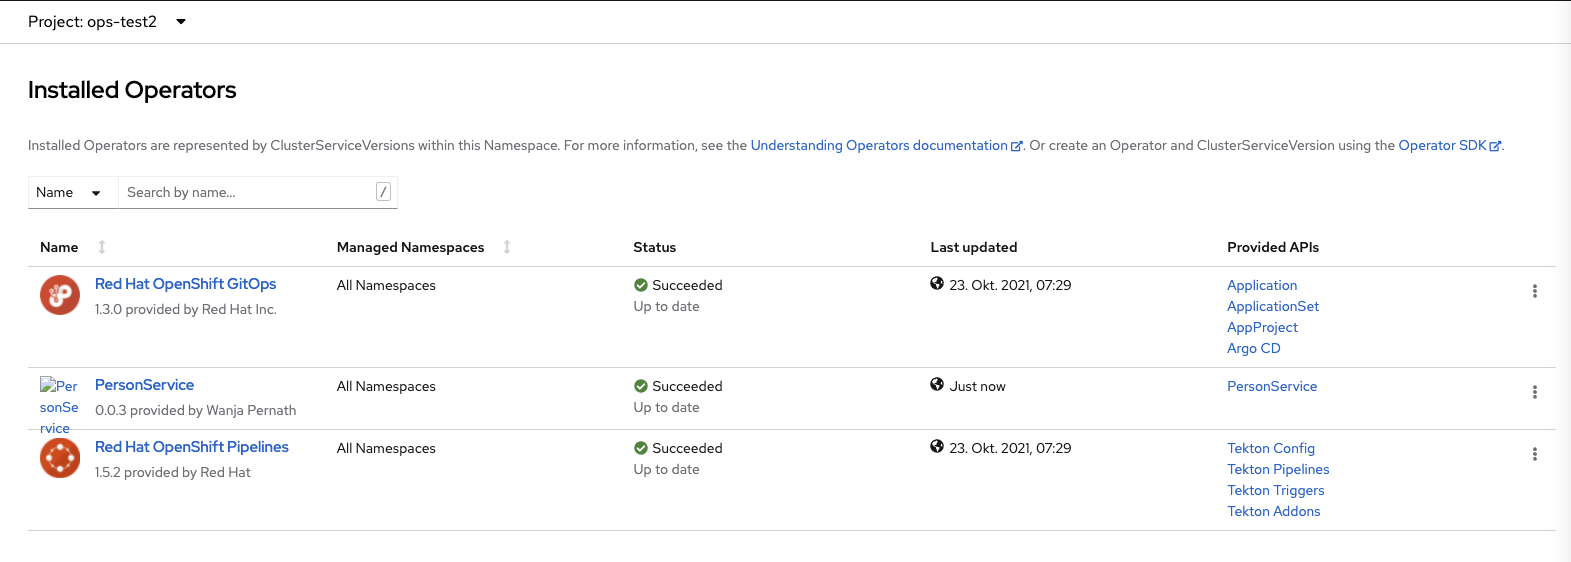 Project: ops-test2
Installed Operators
Installed Operators are represented by ClusterServiceVersions within this Namespace. For more information, see the Understanding Operators documentation. Or create an Operator and ClusterServiceVersion using the Operator SDK.
Name Search by name... /
Name Managed Namespaces Status Last updated Provided APIs
Red Hat OpenShift GitOps All Namespaces Succeeded 23. Okt. 2021, 07:29 Application
1.3.0 provided by Red Hat Inc. Up to date ApplicationSet
AppProject
Argo CD
Per PersonService All Namespaces Succeeded Just now PersonService
onSe 0.0.3 provided by Wanja Pernath Up to date
rvice
Red Hat OpenShift Pipelines All Namespaces Succeeded 23. Okt. 2021, 07:29 Tekton Config
1.5.2 provided by Red Hat Up to date Tekton Pipelines
Tekton Triggers
Tekton Addons